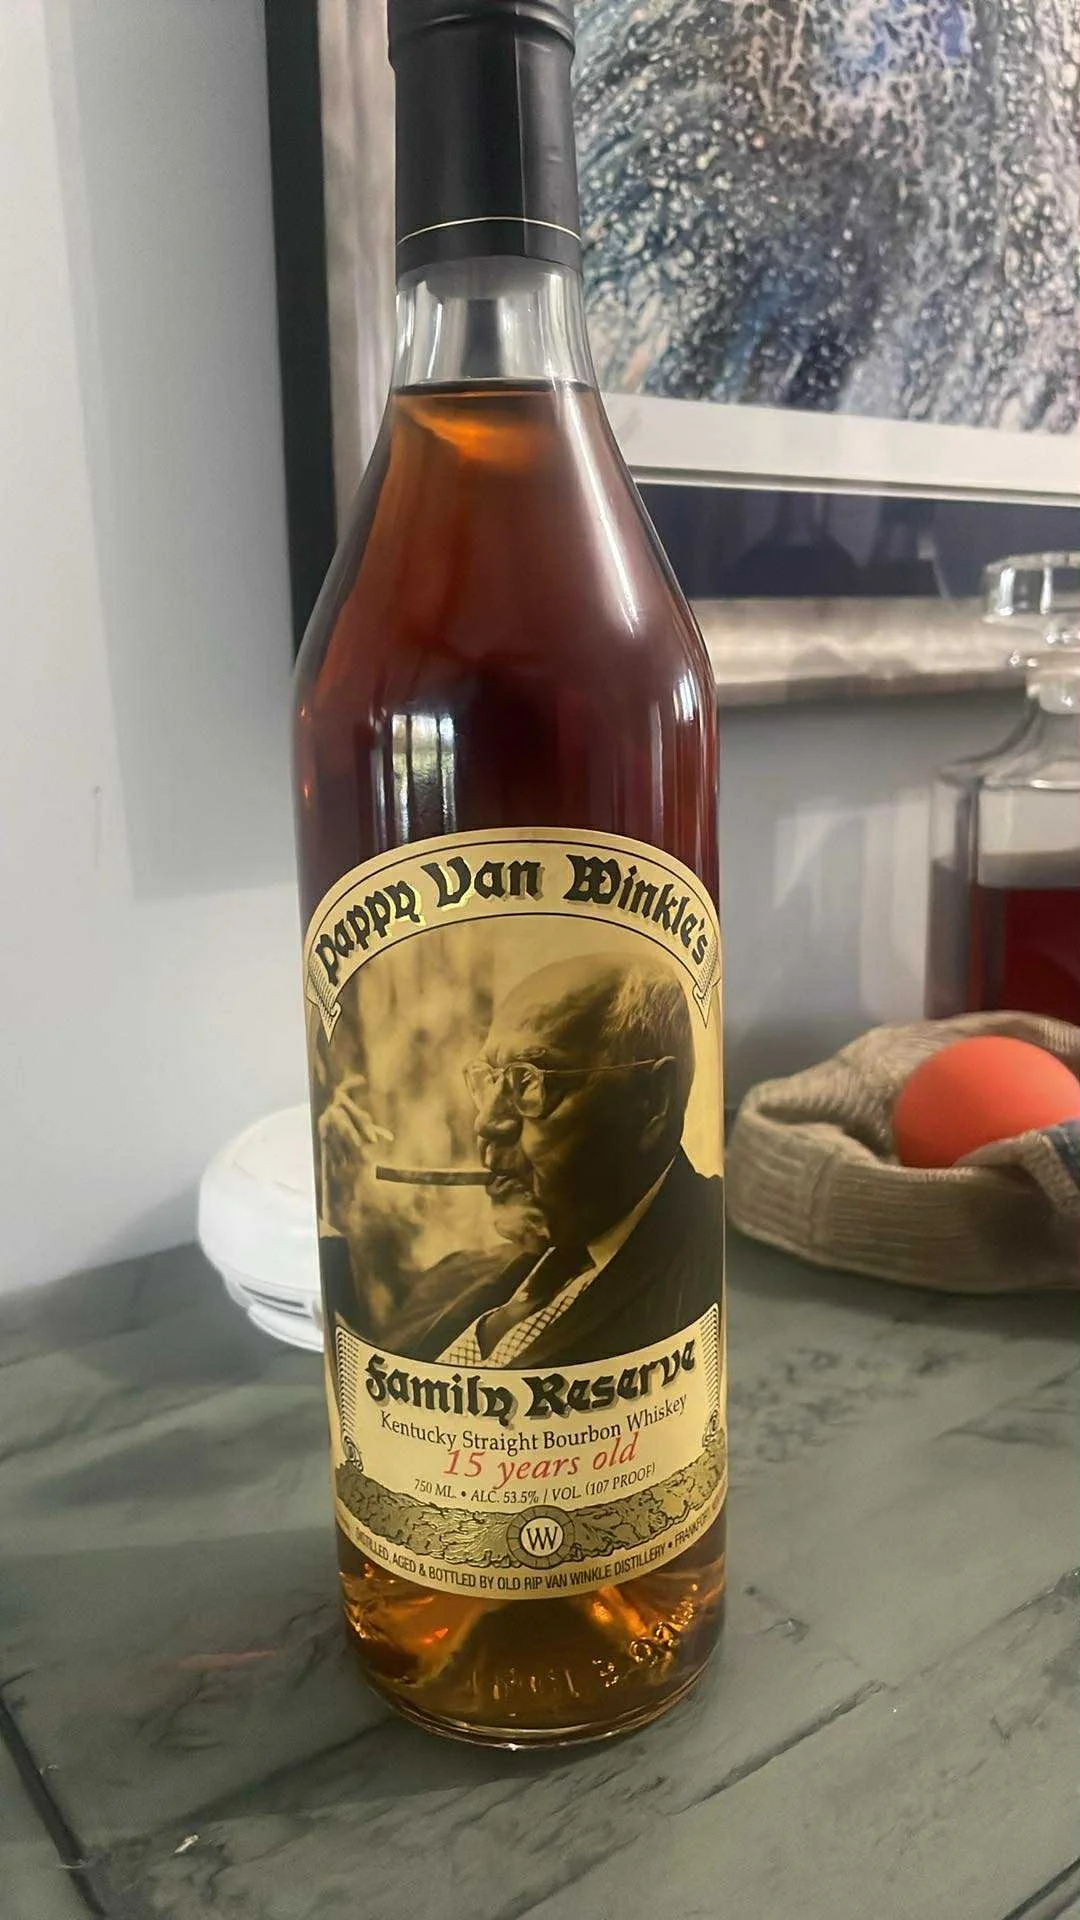 Pappy Van Winkle's
Family Reserve
Kentucky Straight Bourbon Whiskey
15 years old
750 ML. • ALC. 53.5% / VOL. (107 PROOF)
VW
DISTILLED, AGED & BOTTLED BY OLD RIP VAN WINKLE DISTILLERY • FRANKFORT